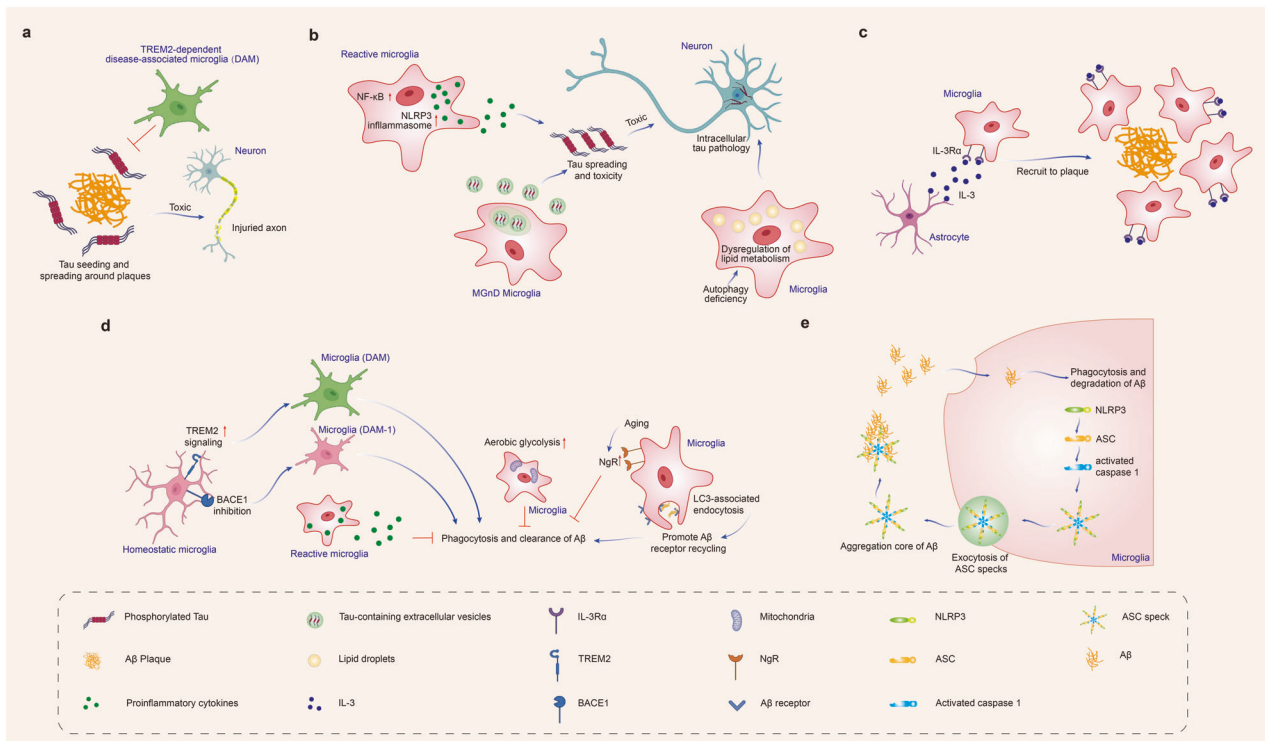 a
TREM2-dependent
disease-associated microglia (DAM)
Neuron
Toxic
Injuried axon
Tau seeding and
spreading around plaques
b
Reactive microglia
NF-κB ↑
NLRP3 ↑
inflammasome
Neuron
Toxic
Tau spreading
and toxicity
Intracellular
tau pathology
MGnD Microglia
Dysregulation of
lipid metabolism
Autophagy
deficiency
Microglia
c
Microglia
IL-3Rα
IL-3
Recruit to plaque
Astrocyte
d
Microglia (DAM)
TREM2 ↑
signaling
Microglia (DAM-1)
BACE1
inhibition
Homeostatic microglia
Reactive microglia
Aerobic glycolysis ↑
Microglia
Phagocytosis and clearance of Aβ
Aging
NgR ↑
Microglia
LC3-associated
endocytosis
Promote Aβ
receptor recycling
e
Phagocytosis and
degradation of Aβ
NLRP3
ASC
activated
caspase 1
Aggregation core of Aβ
Exocytosis of
ASC specks
Microglia
Phosphorylated Tau
Tau-containing extracellular vesicles
IL-3Rα
Mitochondria
NLRP3
ASC speck
Aβ Plaque
Lipid droplets
TREM2
NgR
ASC
Aβ
Proinflammatory cytokines
IL-3
BACE1
Aβ receptor
Activated caspase 1